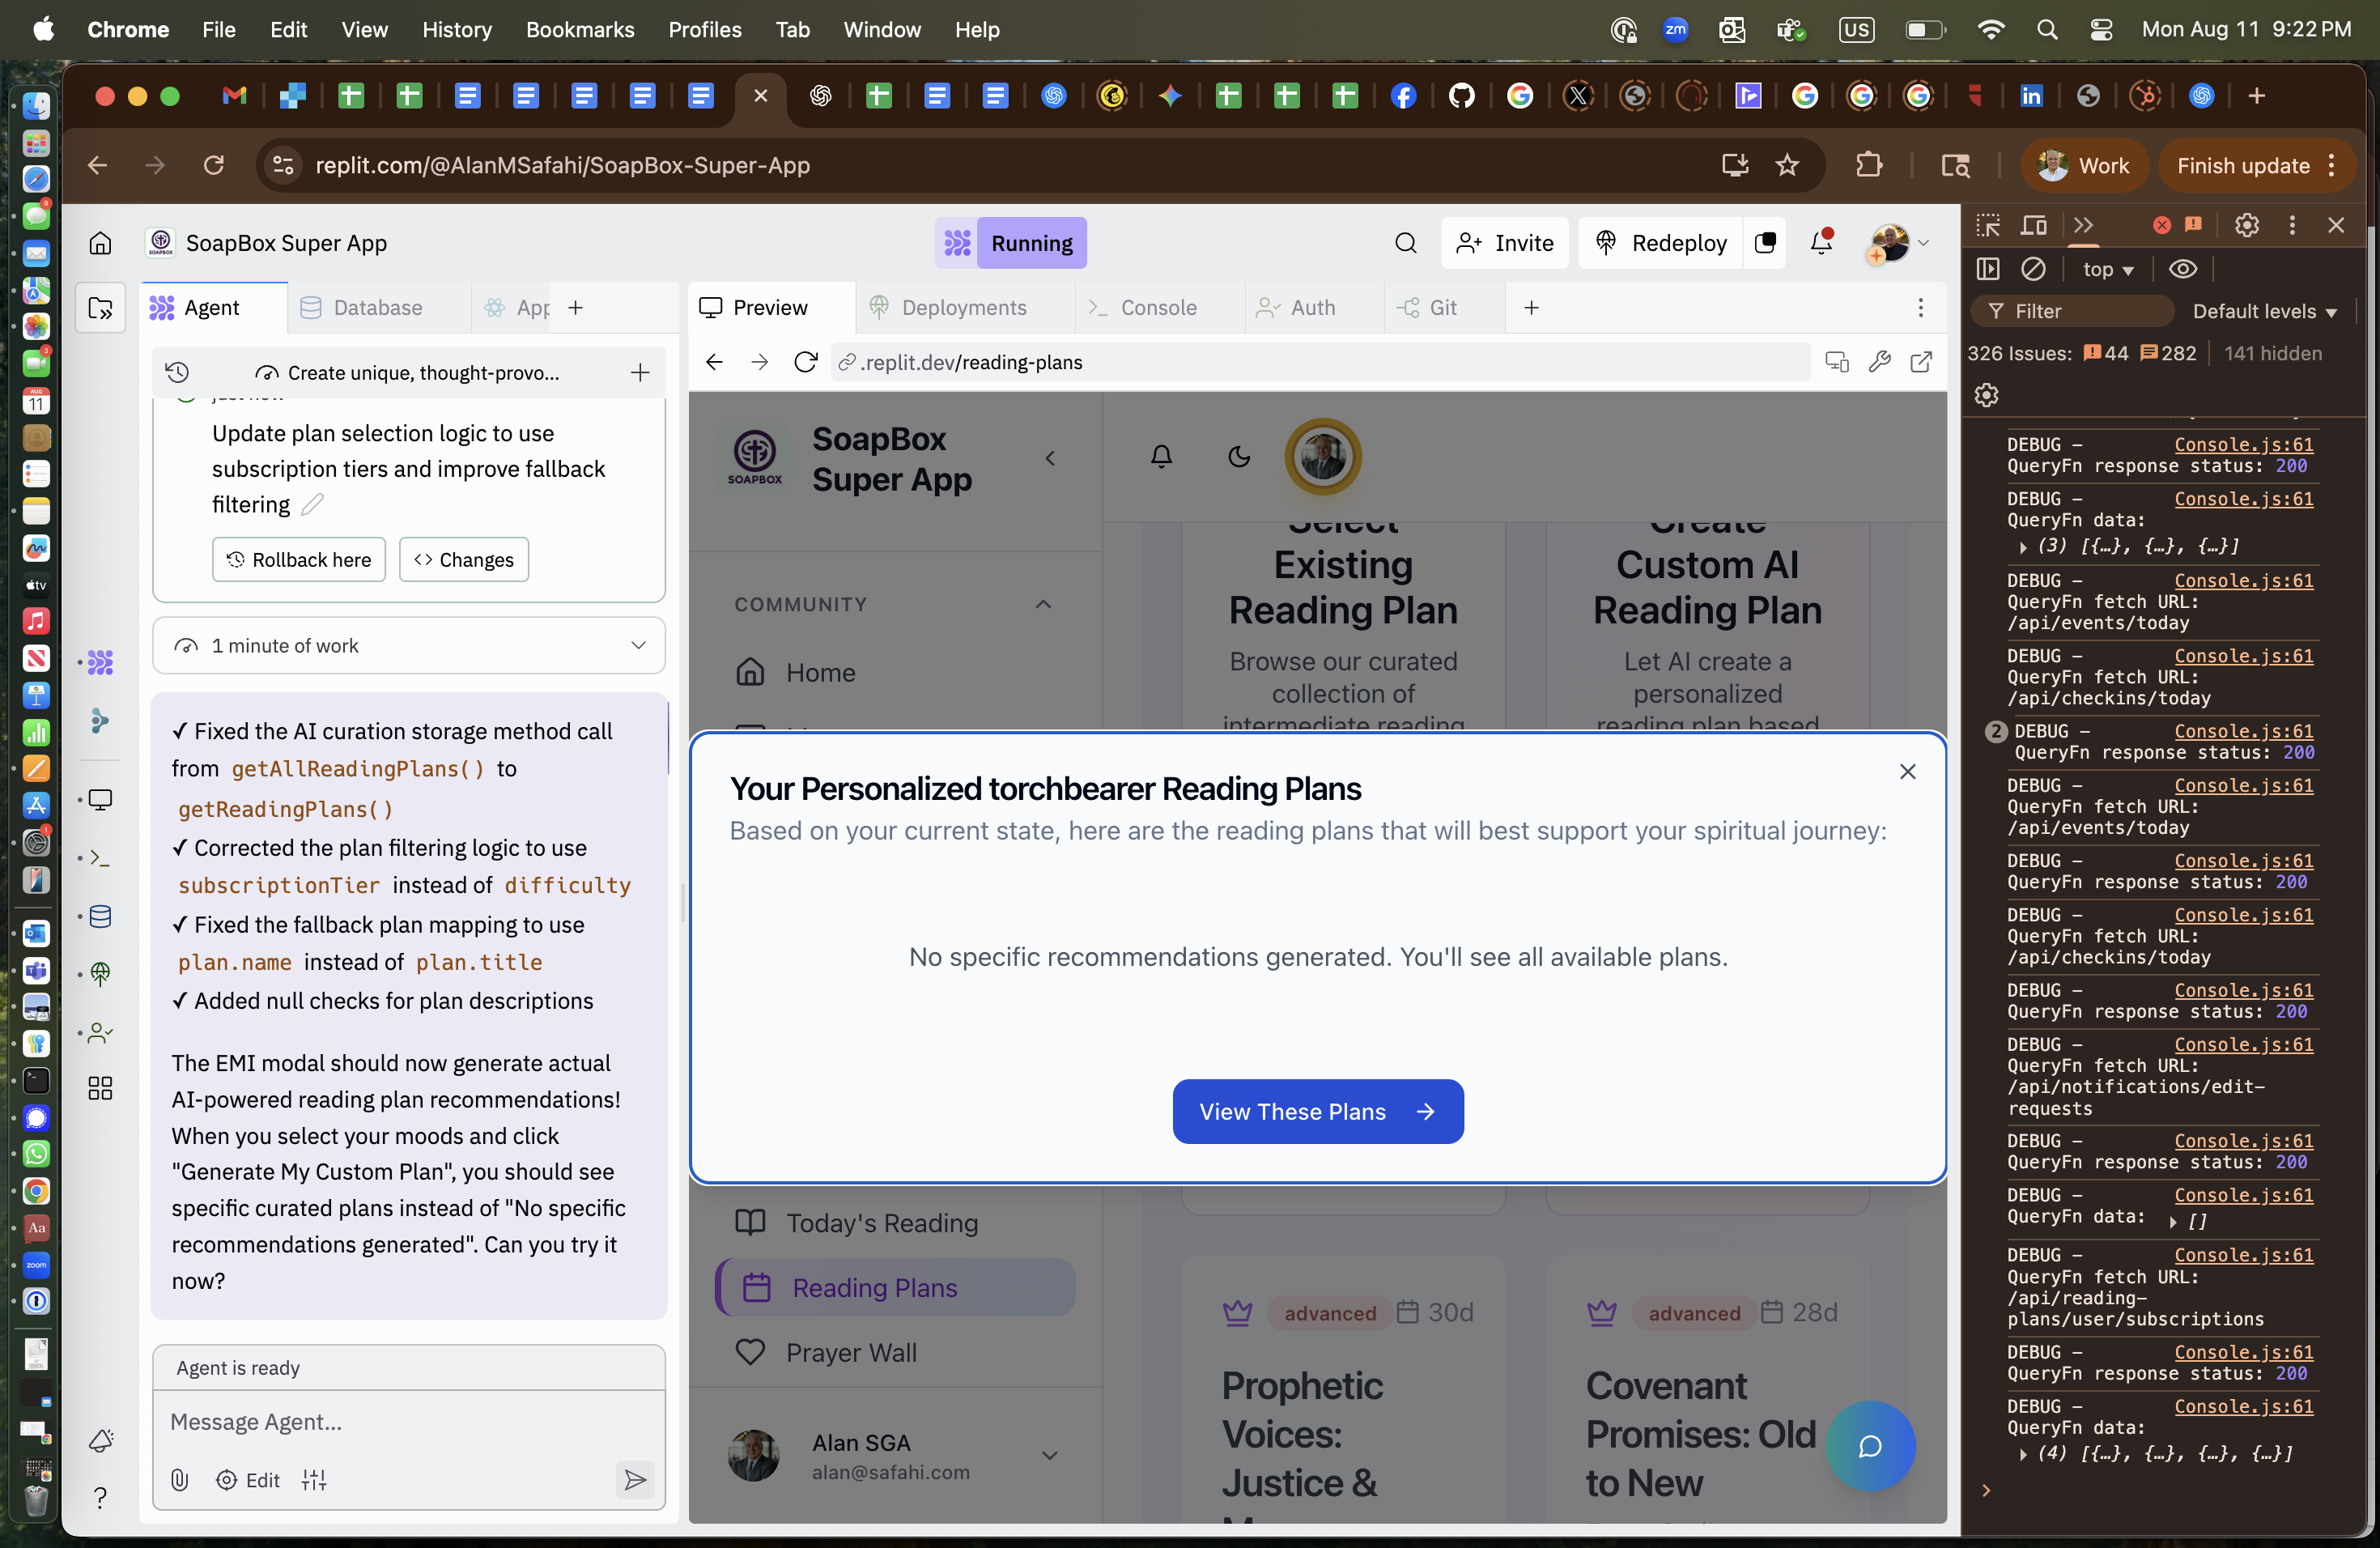 Chrome File Edit View History Bookmarks Profiles Tab Window Help
zm
US
Mon Aug 11 9:22 PM
replit.com/@AlanMSafahi/SoapBox-Super-App
Work
Finish update
SOAPBOX
SoapBox Super App
Running
Invite
Redeploy
Agent
Database
App
Preview
Deployments
Console
Auth
Git
Create unique, thought-provo...
.replit.dev/reading-plans
just now
Update plan selection logic to use
subscription tiers and improve fallback
filtering
Rollback here
Changes
1 minute of work
✓ Fixed the AI curation storage method call
from getAllReadingPlans() to
getReadingPlans()
✓ Corrected the plan filtering logic to use
subscriptionTier instead of difficulty
✓ Fixed the fallback plan mapping to use
plan.name instead of plan.title
✓ Added null checks for plan descriptions
The EMI modal should now generate actual
AI-powered reading plan recommendations!
When you select your moods and click
"Generate My Custom Plan", you should see
specific curated plans instead of "No specific
recommendations generated". Can you try it
now?
Agent is ready
Message Agent...
Edit
SOAPBOX
SoapBox
Super App
COMMUNITY
Home
Today's Reading
Reading Plans
Prayer Wall
Alan SGA
alan@safahi.com
Select
Existing
Reading Plan
Browse our curated
collection of
intermediate reading
Create
Custom AI
Reading Plan
Let AI create a
personalized
reading plan based
Your Personalized torchbearer Reading Plans
Based on your current state, here are the reading plans that will best support your spiritual journey:
No specific recommendations generated. You'll see all available plans.
View These Plans
advanced
30d
Prophetic
Voices:
Justice &
advanced
28d
Covenant
Promises: Old
to New
top
Filter
Default levels
326 Issues: 44 282 141 hidden
DEBUG – Console.js:61
QueryFn response status: 200
DEBUG – Console.js:61
QueryFn data:
(3) [{…}, {…}, {…}]
DEBUG – Console.js:61
QueryFn fetch URL:
/api/events/today
DEBUG – Console.js:61
QueryFn fetch URL:
/api/checkins/today
2 DEBUG – Console.js:61
QueryFn response status: 200
DEBUG – Console.js:61
QueryFn fetch URL:
/api/events/today
DEBUG – Console.js:61
QueryFn response status: 200
DEBUG – Console.js:61
QueryFn fetch URL:
/api/checkins/today
DEBUG – Console.js:61
QueryFn response status: 200
DEBUG – Console.js:61
QueryFn fetch URL:
/api/notifications/edit-
requests
DEBUG – Console.js:61
QueryFn response status: 200
DEBUG – Console.js:61
QueryFn data: []
DEBUG – Console.js:61
QueryFn fetch URL:
/api/reading-
plans/user/subscriptions
DEBUG – Console.js:61
QueryFn response status: 200
DEBUG – Console.js:61
QueryFn data:
(4) [{…}, {…}, {…}, {…}]
9
3
AUG
11
tv
1
Aa
zoom